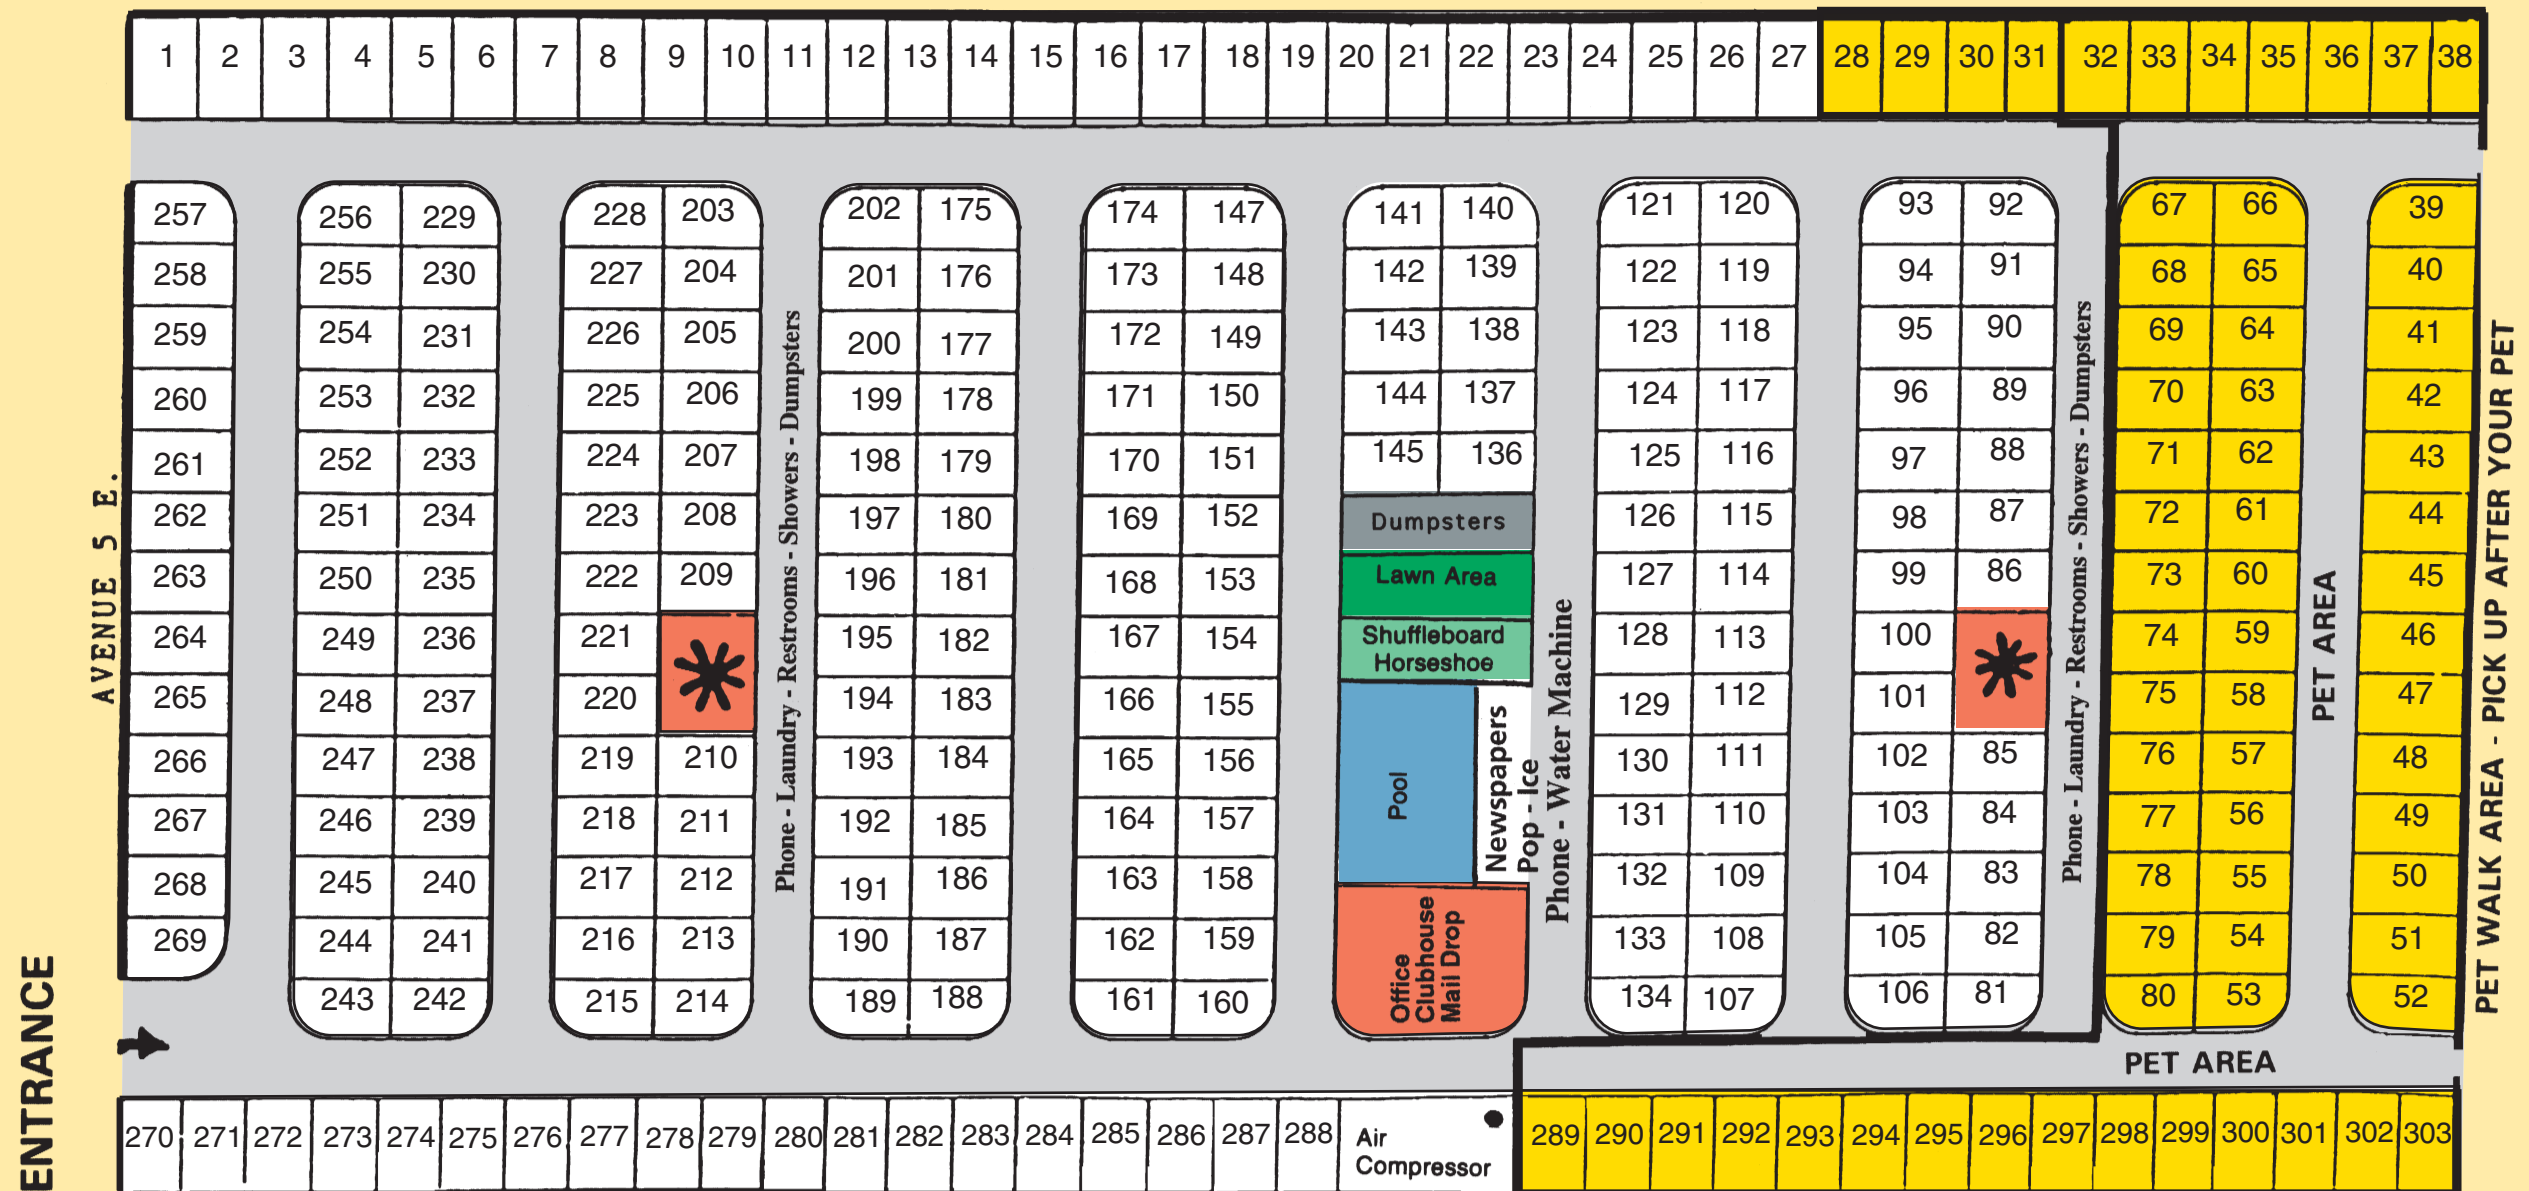 1 2 3 4 5 6 7 8 9 10 11 12 13 14 15 16 17 18 19 20 21 22 23 24 25 26 27 28 29 30 31 32 33 34 35 36 37 38
257 256 229 228 203 202 175 174 147 141 140 121 120 93 92 67 66 39
258 255 230 227 204 201 176 173 148 142 139 122 119 94 91 68 65 40
259 254 231 226 205 200 177 172 149 143 138 123 118 95 90 69 64 41
260 253 232 225 206 199 178 171 150 144 137 124 117 96 89 70 63 42
261 252 233 224 207 198 179 170 151 145 136 125 116 97 88 71 62 43
262 251 234 223 208 197 180 169 152 Dumpsters 126 115 98 87 72 61 44
263 250 235 222 209 196 181 168 153 Lawn Area 127 114 99 86 73 60 45
264 249 236 221 195 182 167 154 Shuffleboard 128 113 100 74 59 46
Horseshoe
265 248 237 220 194 183 166 155 129 112 101 75 58 47
266 247 238 219 210 193 184 165 156 130 111 102 85 76 57 48
267 246 239 218 211 192 185 164 157 131 110 103 84 77 56 49
268 245 240 217 212 191 186 163 158 132 109 104 83 78 55 50
269 244 241 216 213 190 187 162 159 133 108 105 82 79 54 51
243 242 215 214 189 188 161 160 134 107 106 81 80 53 52
AVENUE 5 E.
ENTRANCE
Phone - Laundry - Restrooms - Showers - Dumpsters
Pool
Newspapers
Pop - Ice
Phone - Water Machine
Office
Clubhouse
Mail Drop
Phone - Laundry - Restrooms - Showers - Dumpsters
PET AREA
PET WALK AREA - PICK UP AFTER YOUR PET
PET AREA
270 271 272 273 274 275 276 277 278 279 280 281 282 283 284 285 286 287 288 Air 289 290 291 292 293 294 295 296 297 298 299 300 301 302 303
Compressor